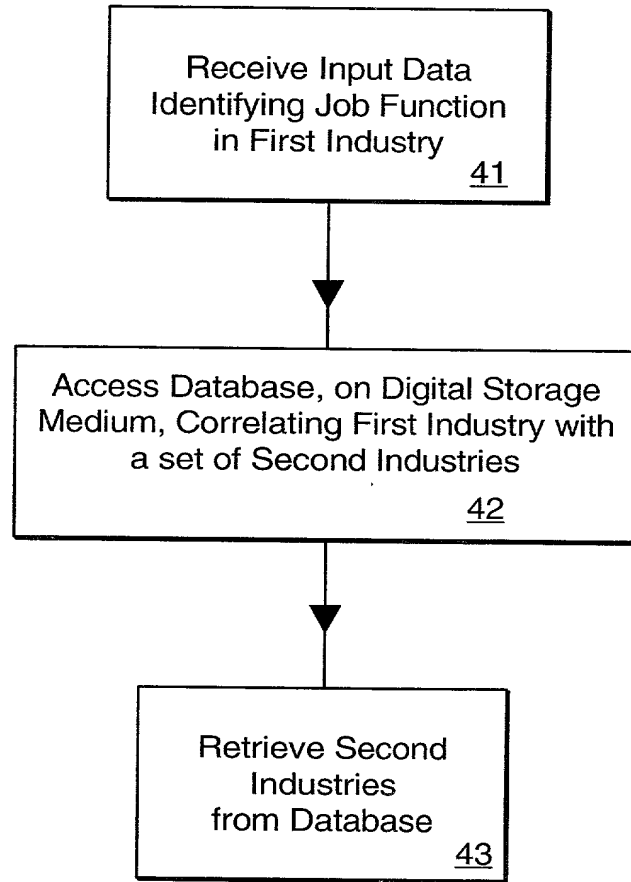 Receive Input Data
Identifying Job Function
in First Industry
41
Access Database, on Digital Storage
Medium, Correlating First Industry with
a set of Second Industries
42
Retrieve Second
Industries
from Database
43